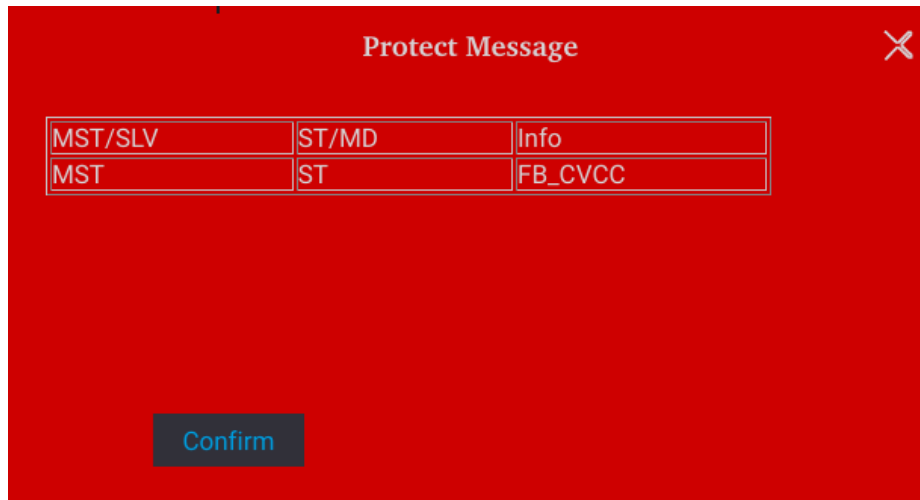 Protect Message
MST/SLV ST/MD Info
MST ST FB_CVCC
Confirm